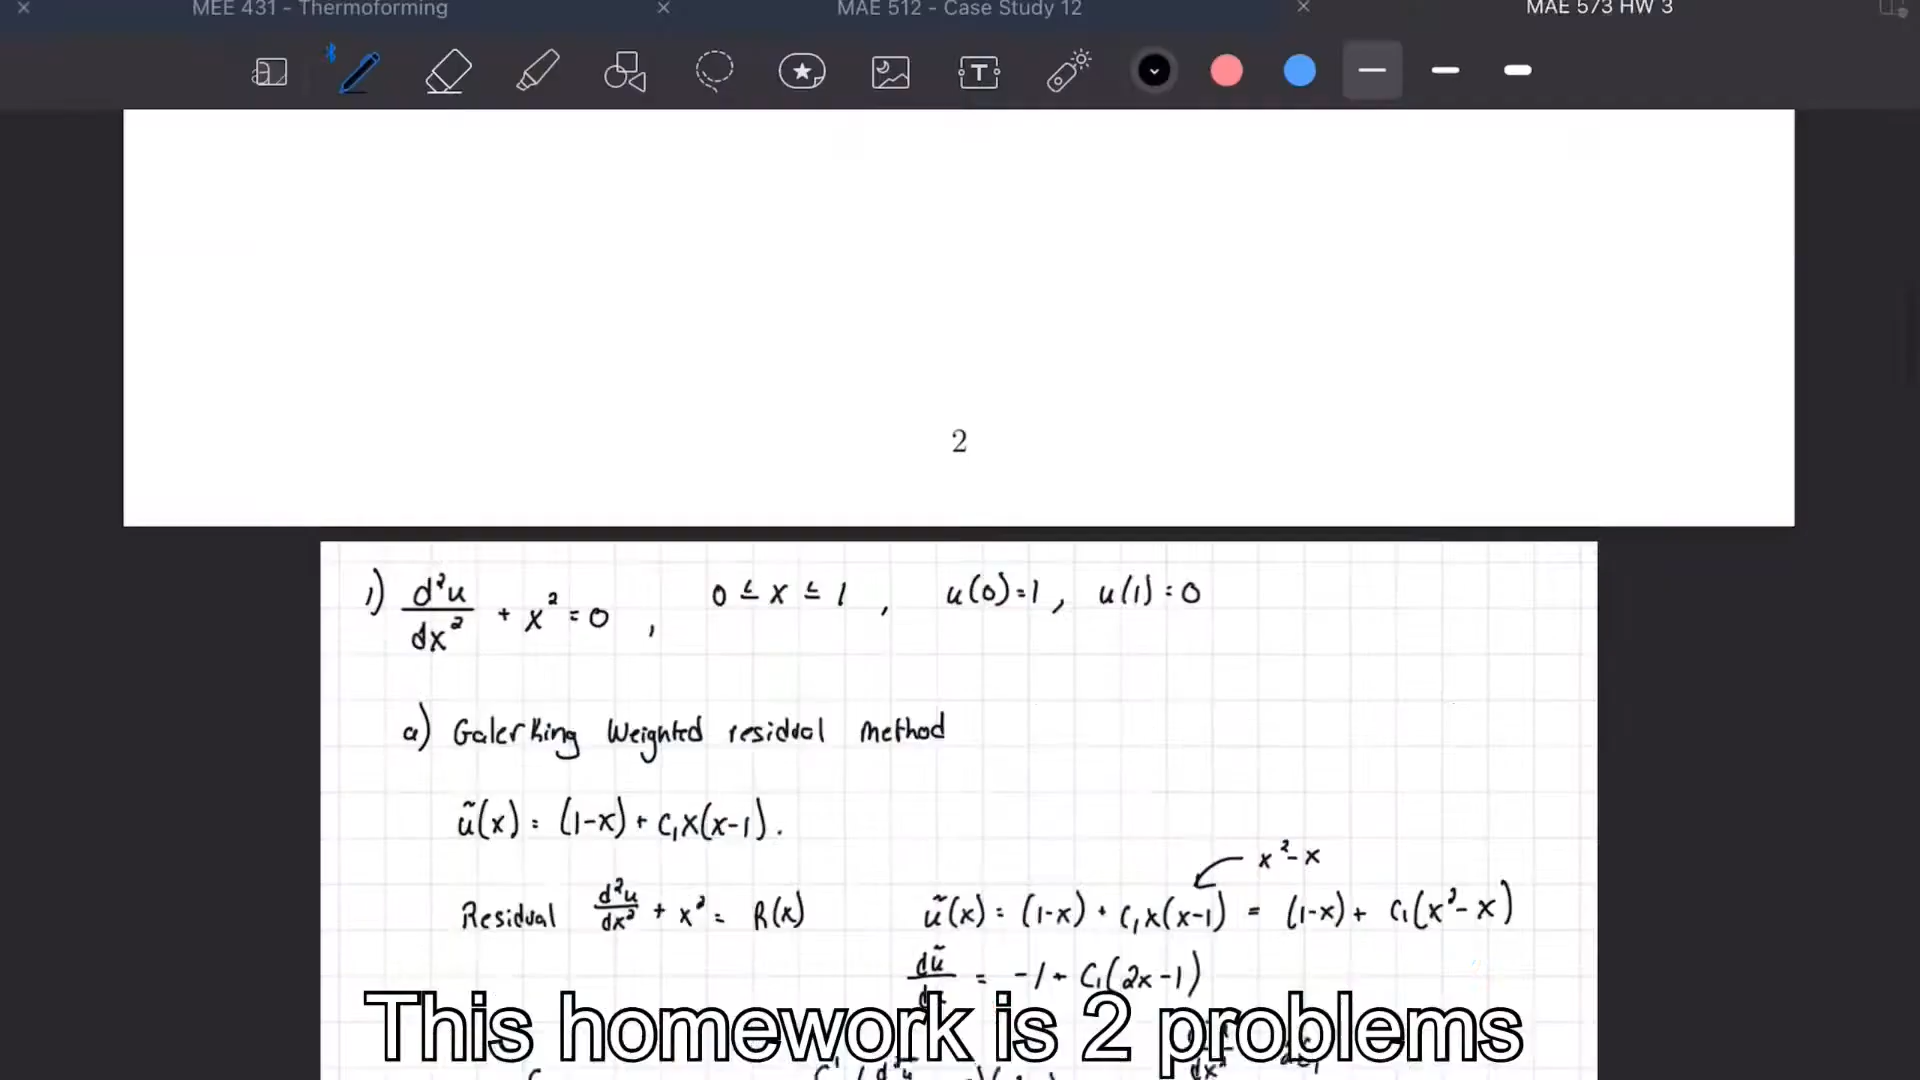 MEE 431 - Thermoforming
MAE 512 - Case Study 12
MAE 573 HW 3
T
2
1) d²u/dx² + x² = 0 , 0 ≤ x ≤ 1 , u(0)=1 , u(1)=0
a) Galerking Weighted residual Method
ũ(x) = (1-x) + C₁x(x-1).
x²-x
Residual d²u/dx² + x² = R(x) ũ(x) = (1-x) + C₁x(x-1) = (1-x) + C₁(x²-x)
dũ = -1 + C₁(2x-1)
This homework is 2 problems